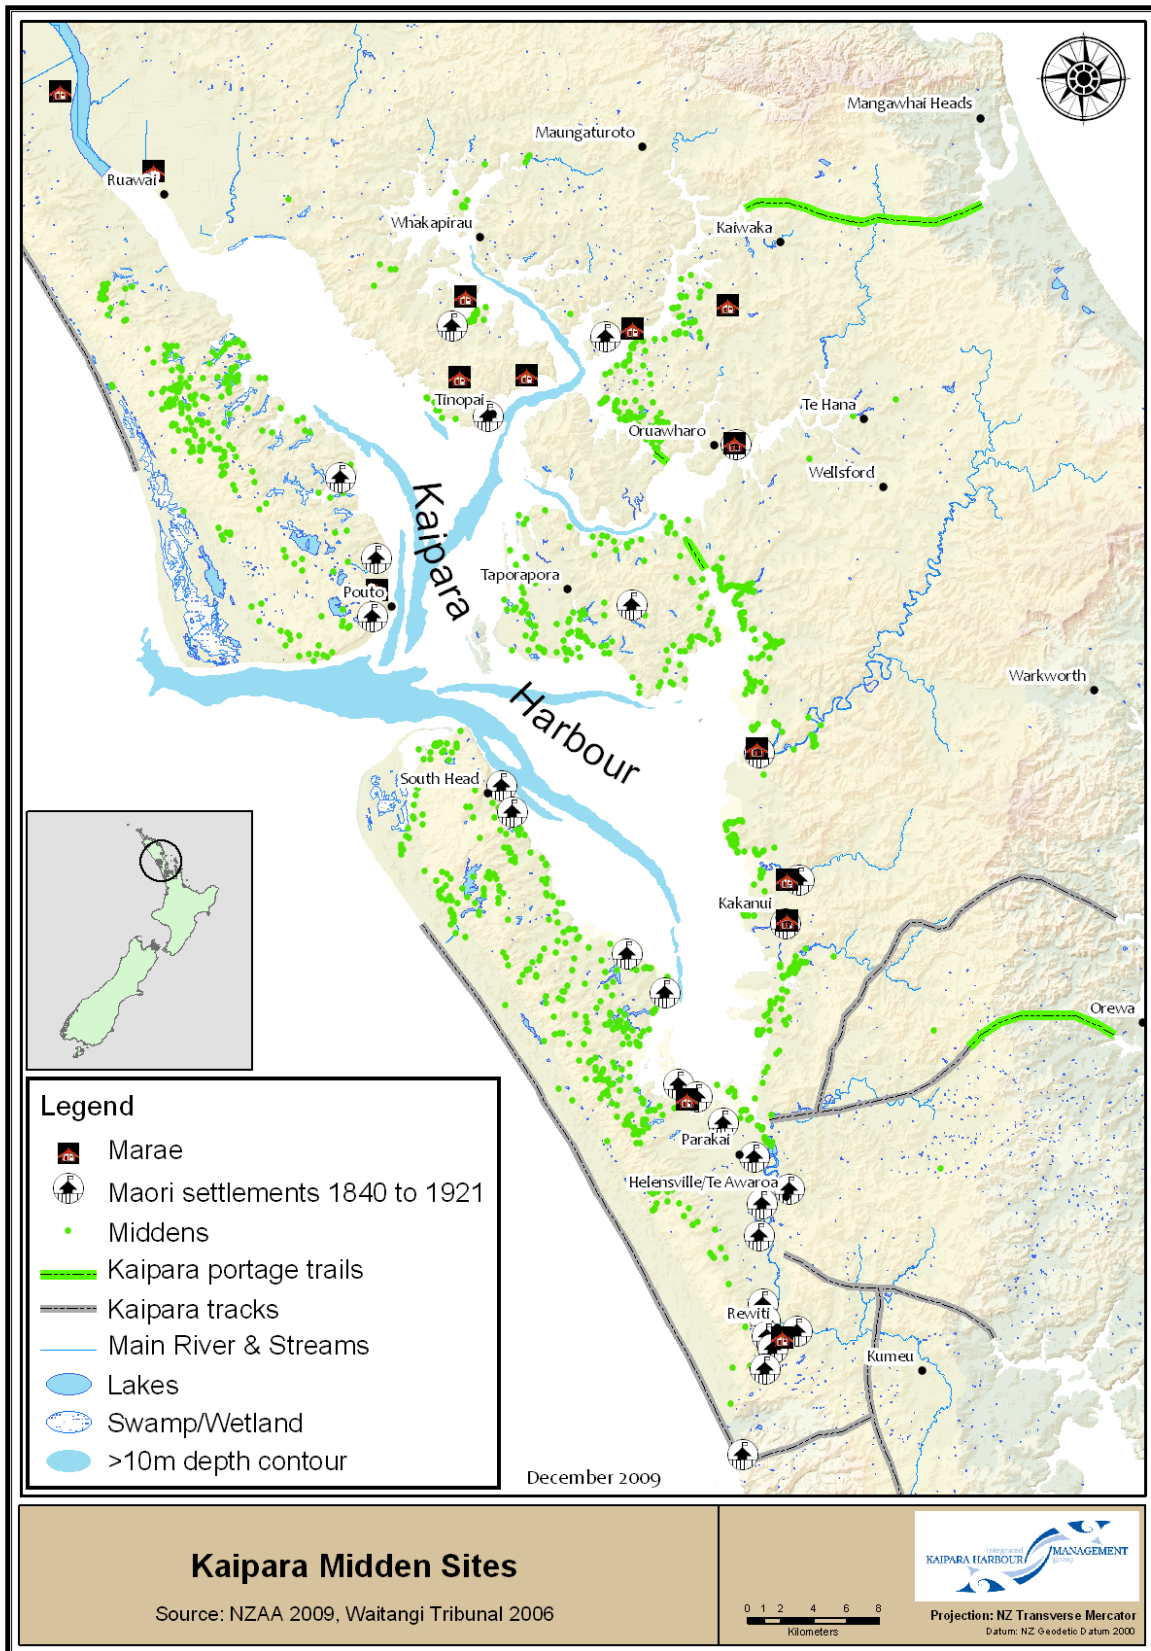 Mangawhai Heads
Maungaturoto
Ruawai
Whakapirau
Kaiwaka
Tinopai
Te Hana
Oruawharo
Wellsford
Kaipara
Taporapora
Pouto
Warkworth
Harbour
South Head
Kakanui
Orewa
Parakai
Helensville/Te Awaroa
Rewiti
Kumeu
Legend
Marae
Maori settlements 1840 to 1921
Middens
Kaipara portage trails
Kaipara tracks
Main River & Streams
Lakes
Swamp/Wetland
>10m depth contour
December 2009
Kaipara Midden Sites
Source: NZAA 2009, Waitangi Tribunal 2006
0 1 2 4 6 8
Kilometers
Integrated
KAIPARA HARBOUR MANAGEMENT
group
Projection: NZ Transverse Mercator
Datum: NZ Geodetic Datum 2000